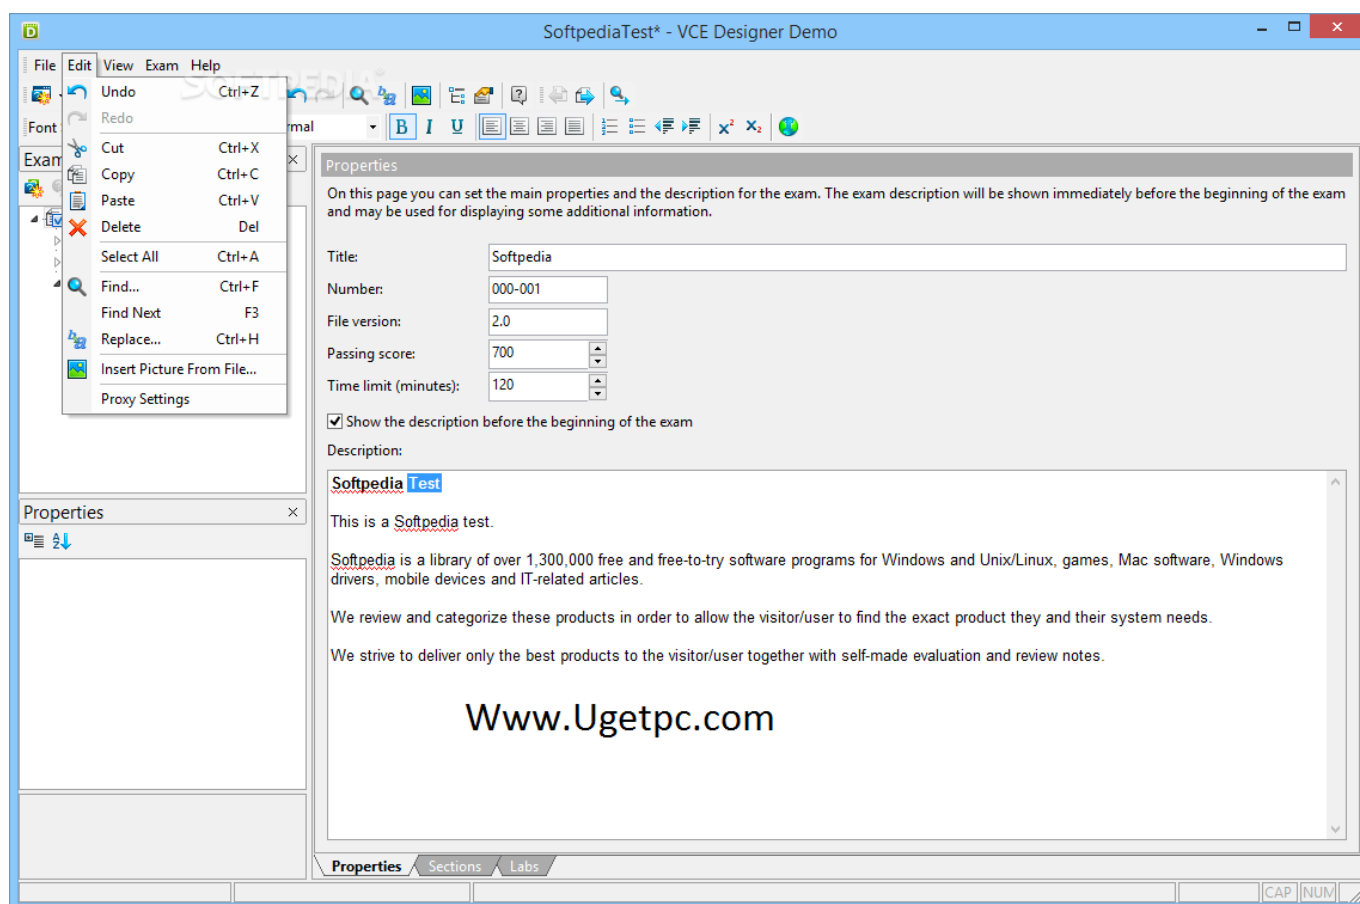 SoftpediaTest* - VCE Designer Demo
File Edit View Exam Help
SOFTPEDIA
Undo Ctrl+Z
Redo
Font
rmal
B I U
Cut Ctrl+X
Copy Ctrl+C
Paste Ctrl+V
Delete Del
Select All Ctrl+A
Find... Ctrl+F
Find Next F3
Replace... Ctrl+H
Insert Picture From File...
Proxy Settings
Exam
Properties
Properties
On this page you can set the main properties and the description for the exam. The exam description will be shown immediately before the beginning of the exam
and may be used for displaying some additional information.
Title: Softpedia
Number: 000-001
File version: 2.0
Passing score: 700
Time limit (minutes): 120
Show the description before the beginning of the exam
Description:
Softpedia Test
This is a Softpedia test.
Softpedia is a library of over 1,300,000 free and free-to-try software programs for Windows and Unix/Linux, games, Mac software, Windows
drivers, mobile devices and IT-related articles.
We review and categorize these products in order to allow the visitor/user to find the exact product they and their system needs.
We strive to deliver only the best products to the visitor/user together with self-made evaluation and review notes.
Www.Ugetpc.com
Properties Sections Labs
CAP NUM